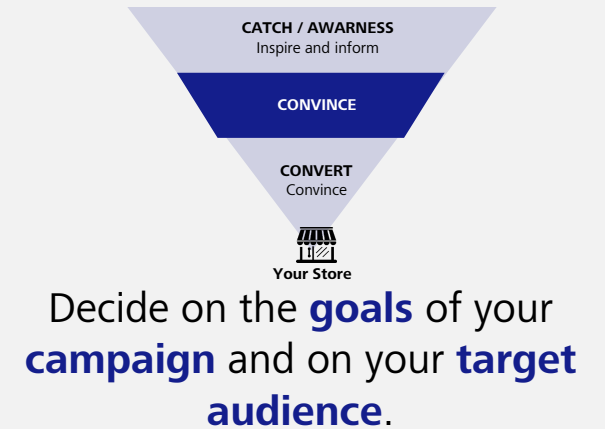 CATCH / AWARNESS
Inspire and inform
CONVINCE
CONVERT
Convince
Your Store
Decide on the goals of your
campaign and on your target
audience.